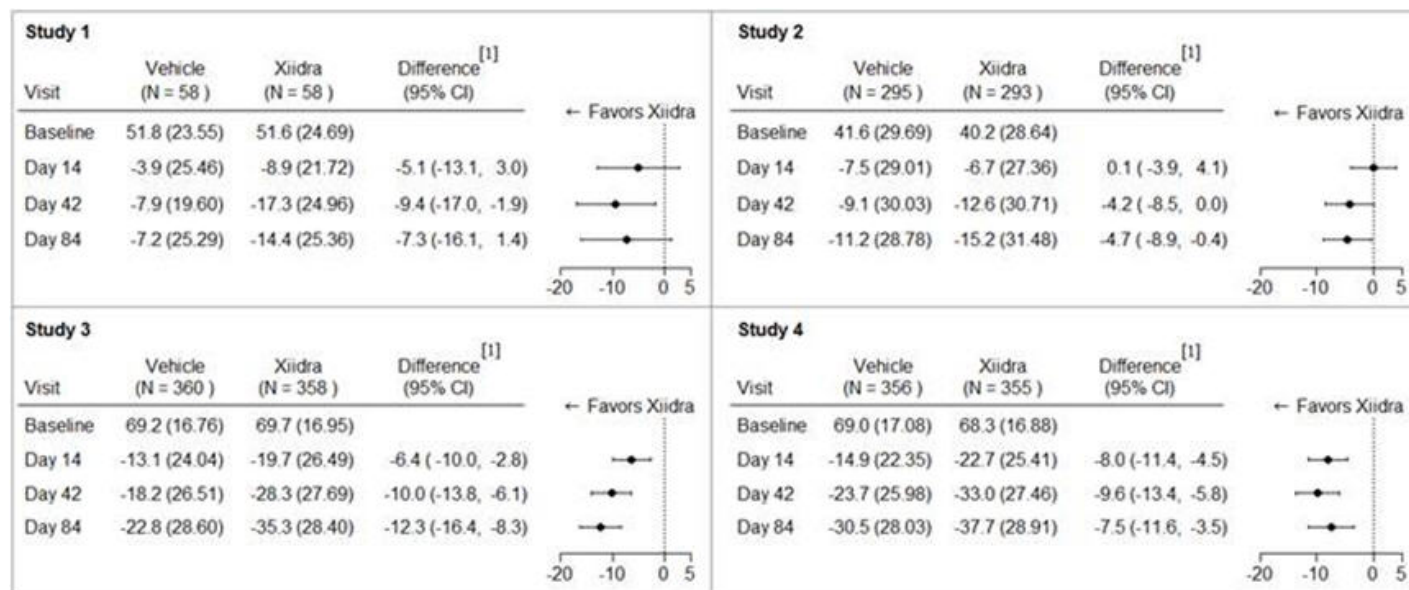 Study 1
[1]
Vehicle Xiidra Difference
Visit (N = 58 ) (N = 58 ) (95% CI)
← Favors Xiidra
Baseline 51.8 (23.55) 51.6 (24.69)
Day 14 -3.9 (25.46) -8.9 (21.72) -5.1 (-13.1, 3.0)
Day 42 -7.9 (19.60) -17.3 (24.96) -9.4 (-17.0, -1.9)
Day 84 -7.2 (25.29) -14.4 (25.36) -7.3 (-16.1, 1.4)
-20 -10 0 5
Study 2
[1]
Vehicle Xiidra Difference
Visit (N = 295 ) (N = 293 ) (95% CI)
← Favors Xiidra
Baseline 41.6 (29.69) 40.2 (28.64)
Day 14 -7.5 (29.01) -6.7 (27.36) 0.1 ( -3.9, 4.1)
Day 42 -9.1 (30.03) -12.6 (30.71) -4.2 ( -8.5, 0.0)
Day 84 -11.2 (28.78) -15.2 (31.48) -4.7 ( -8.9, -0.4)
-20 -10 0 5
Study 3
[1]
Vehicle Xiidra Difference
Visit (N = 360 ) (N = 358 ) (95% CI)
← Favors Xiidra
Baseline 69.2 (16.76) 69.7 (16.95)
Day 14 -13.1 (24.04) -19.7 (26.49) -6.4 ( -10.0, -2.8)
Day 42 -18.2 (26.51) -28.3 (27.69) -10.0 (-13.8, -6.1)
Day 84 -22.8 (28.60) -35.3 (28.40) -12.3 (-16.4, -8.3)
-20 -10 0 5
Study 4
[1]
Vehicle Xiidra Difference
Visit (N = 356 ) (N = 355 ) (95% CI)
← Favors Xiidra
Baseline 69.0 (17.08) 68.3 (16.88)
Day 14 -14.9 (22.35) -22.7 (25.41) -8.0 (-11.4, -4.5)
Day 42 -23.7 (25.98) -33.0 (27.46) -9.6 (-13.4, -5.8)
Day 84 -30.5 (28.03) -37.7 (28.91) -7.5 (-11.6, -3.5)
-20 -10 0 5